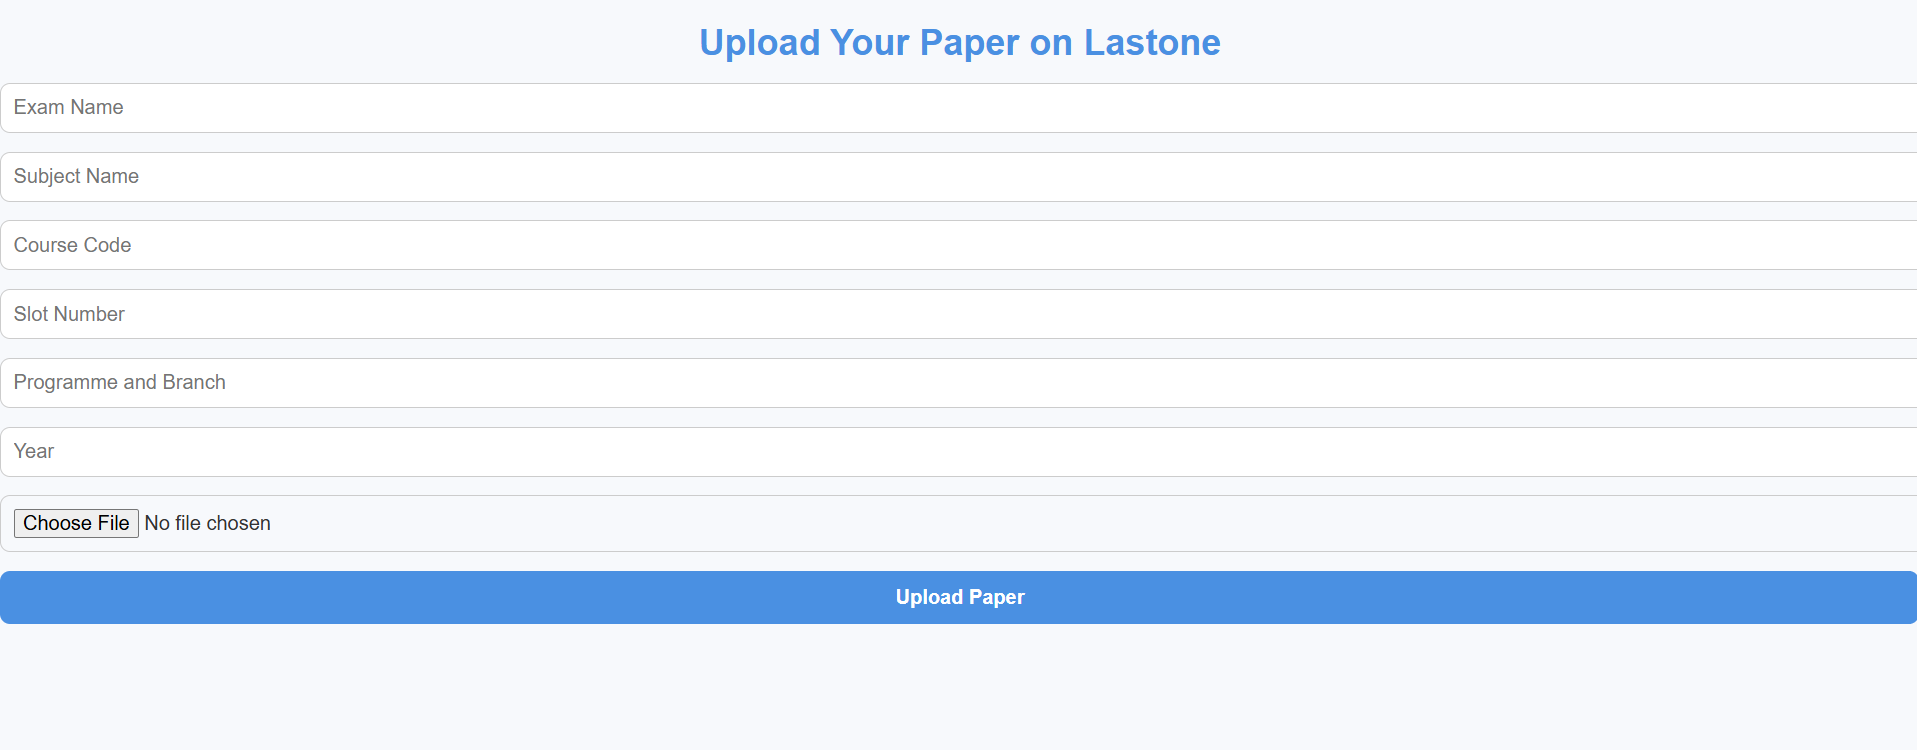 Upload Your Paper on Lastone
Exam Name
Subject Name
Course Code
Slot Number
Programme and Branch
Year
Choose File No file chosen
Upload Paper